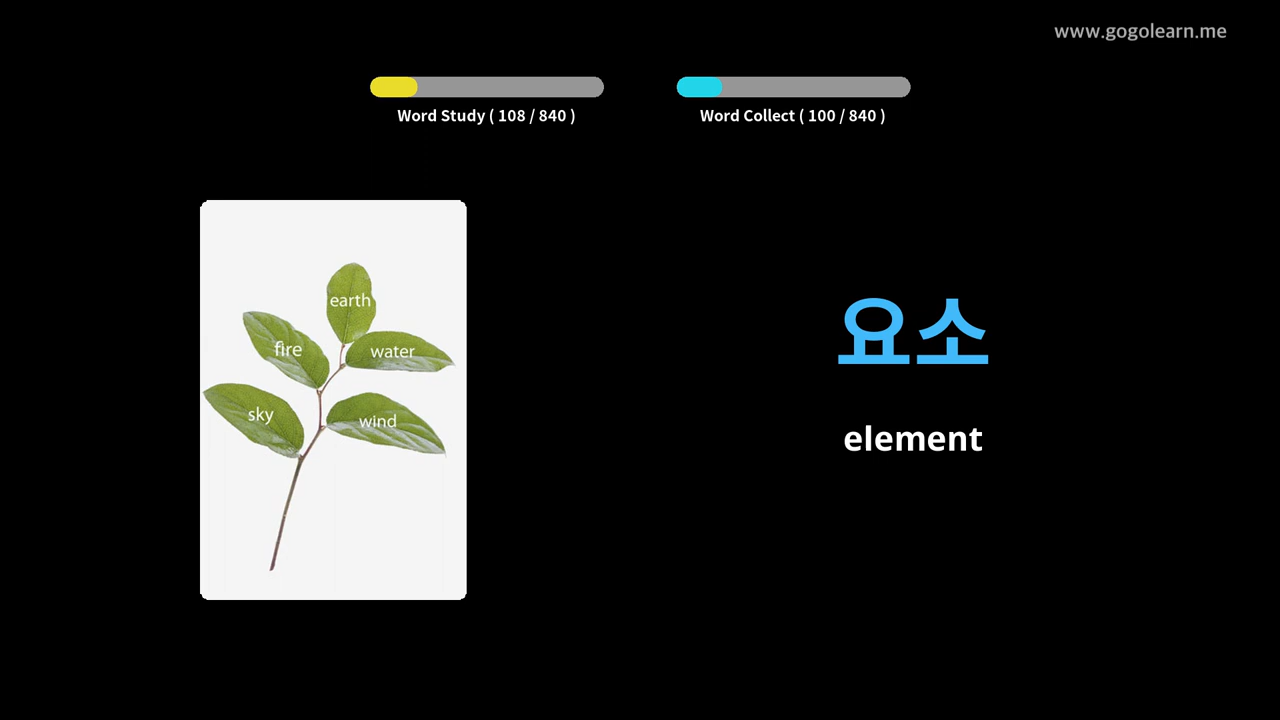 www.gogolearn.me
Word Study ( 108 / 840 )
Word Collect ( 100 / 840 )
earth
fire
water
sky
wind
요소
element